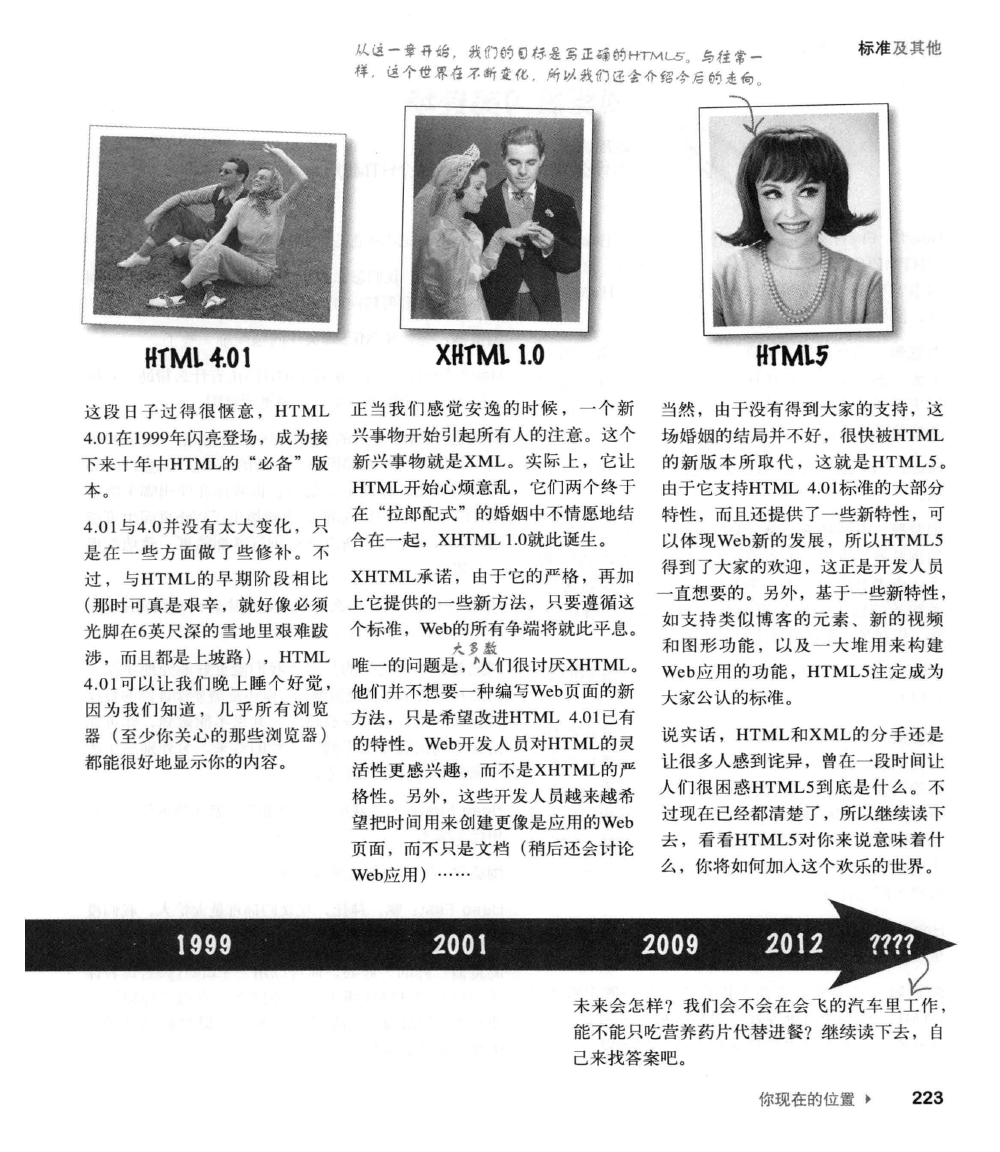 标准及其他
从这一章开始，我们的目标是写正确的HTML5。与往常一
样，这个世界在不断变化，所以我们还会介绍今后的走向。
HTML 4.01
这段日子过得很惬意，HTML
4.01在1999年闪亮登场，成为接
下来十年中HTML的“必备”版
本。
4.01与4.0并没有太大变化，只
是在一些方面做了些修补。不
过，与HTML的早期阶段相比
（那时可真是艰辛，就好像必须
光脚在6英尺深的雪地里艰难跋
涉，而且都是上坡路），HTML
4.01可以让我们晚上睡个好觉，
因为我们知道，几乎所有浏览
器（至少你关心的那些浏览器）
都能很好地显示你的内容。
XHTML 1.0
正当我们感觉安逸的时候，一个新
兴事物开始引起所有人的注意。这个
新兴事物就是XML。实际上，它让
HTML开始心烦意乱，它们两个终于
在“拉郎配式”的婚姻中不情愿地结
合在一起，XHTML 1.0就此诞生。
XHTML承诺，由于它的严格，再加
上它提供的一些新方法，只要遵循这
个标准，Web的所有争端将就此平息。
大多数
唯一的问题是，人们很讨厌XHTML。
他们并不想要一种编写Web页面的新
方法，只是希望改进HTML 4.01已有
的特性。Web开发人员对HTML的灵
活性更感兴趣，而不是XHTML的严
格性。另外，这些开发人员越来越希
望把时间用来创建更像是应用的Web
页面，而不只是文档（稍后还会讨论
Web应用）……
HTML5
当然，由于没有得到大家的支持，这
场婚姻的结局并不好，很快被HTML
的新版本所取代，这就是HTML5。
由于它支持HTML 4.01标准的大部分
特性，而且还提供了一些新特性，可
以体现Web新的发展，所以HTML5
得到了大家的欢迎，这正是开发人员
一直想要的。另外，基于一些新特性，
如支持类似博客的元素、新的视频
和图形功能，以及一大堆用来构建
Web应用的功能，HTML5注定成为
大家公认的标准。
说实话，HTML和XML的分手还是
让很多人感到诧异，曾在一段时间让
人们很困惑HTML5到底是什么。不
过现在已经都清楚了，所以继续读下
去，看看HTML5对你来说意味着什
么，你将如何加入这个欢乐的世界。
1999 2001 2009 2012 ????
未来会怎样？我们会不会在会飞的汽车里工作，
能不能只吃营养药片代替进餐？继续读下去，自
己来找答案吧。
你现在的位置 223